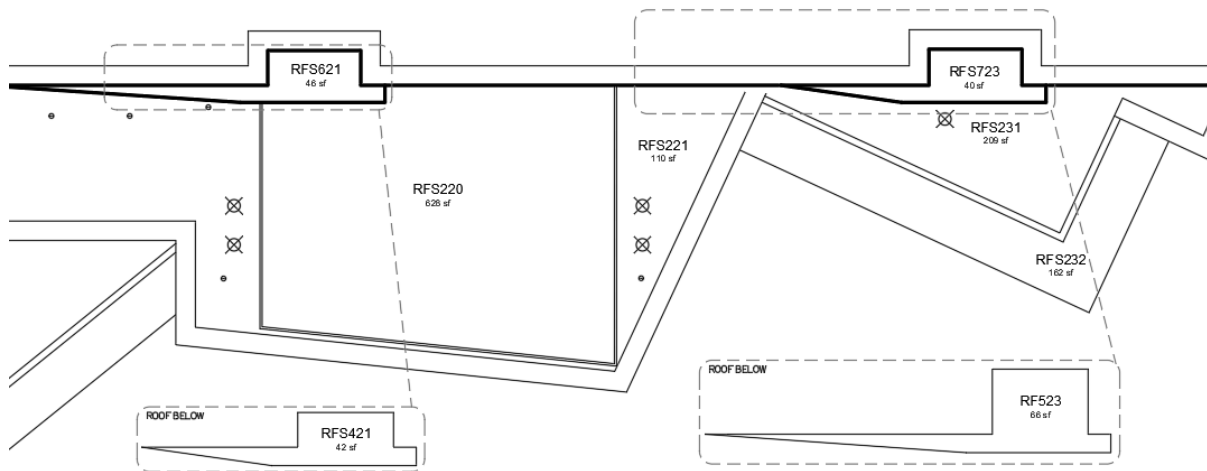 RFS621
46 sf
RFS723
40 sf
RFS231
209 sf
RFS221
110 sf
RFS220
626 sf
RFS232
162 sf
ROOF BELOW
RFS421
42 sf
ROOF BELOW
RF523
66 sf